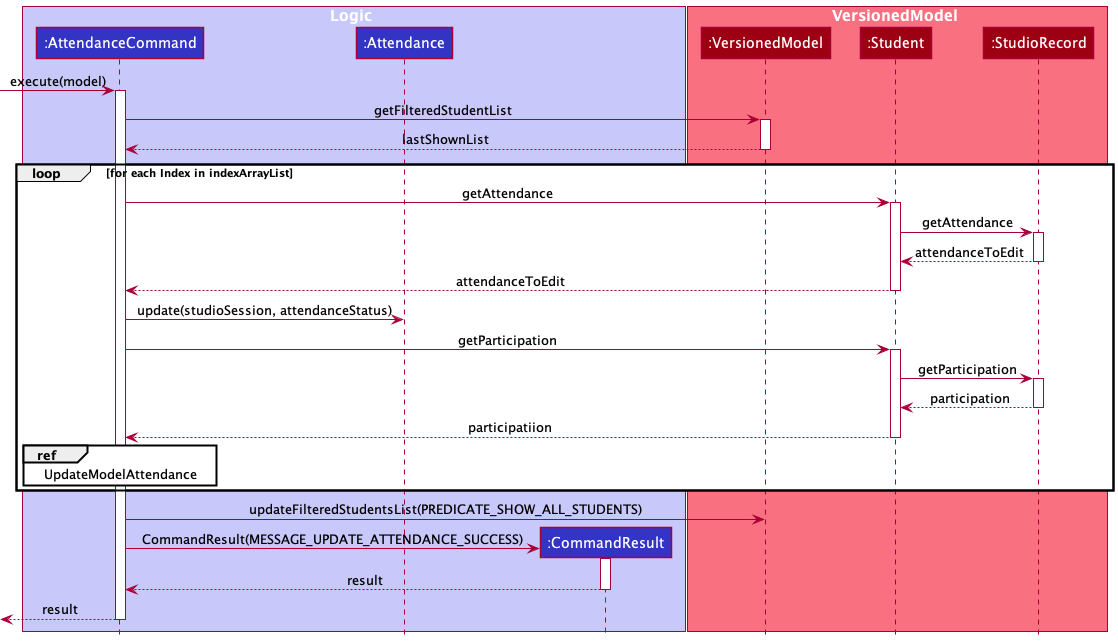 Logic
VersionedModel
:AttendanceCommand
:Attendance
:VersionedModel
:Student
:StudioRecord
execute(model)
getFilteredStudentList
lastShownList
loop
[for each Index in indexArrayList]
getAttendance
getAttendance
attendanceToEdit
attendanceToEdit
update(studioSession, attendanceStatus)
getParticipation
getParticipation
participation
participatiion
ref
UpdateModelAttendance
updateFilteredStudentsList(PREDICATE_SHOW_ALL_STUDENTS)
CommandResult(MESSAGE_UPDATE_ATTENDANCE_SUCCESS)
:CommandResult
result
result